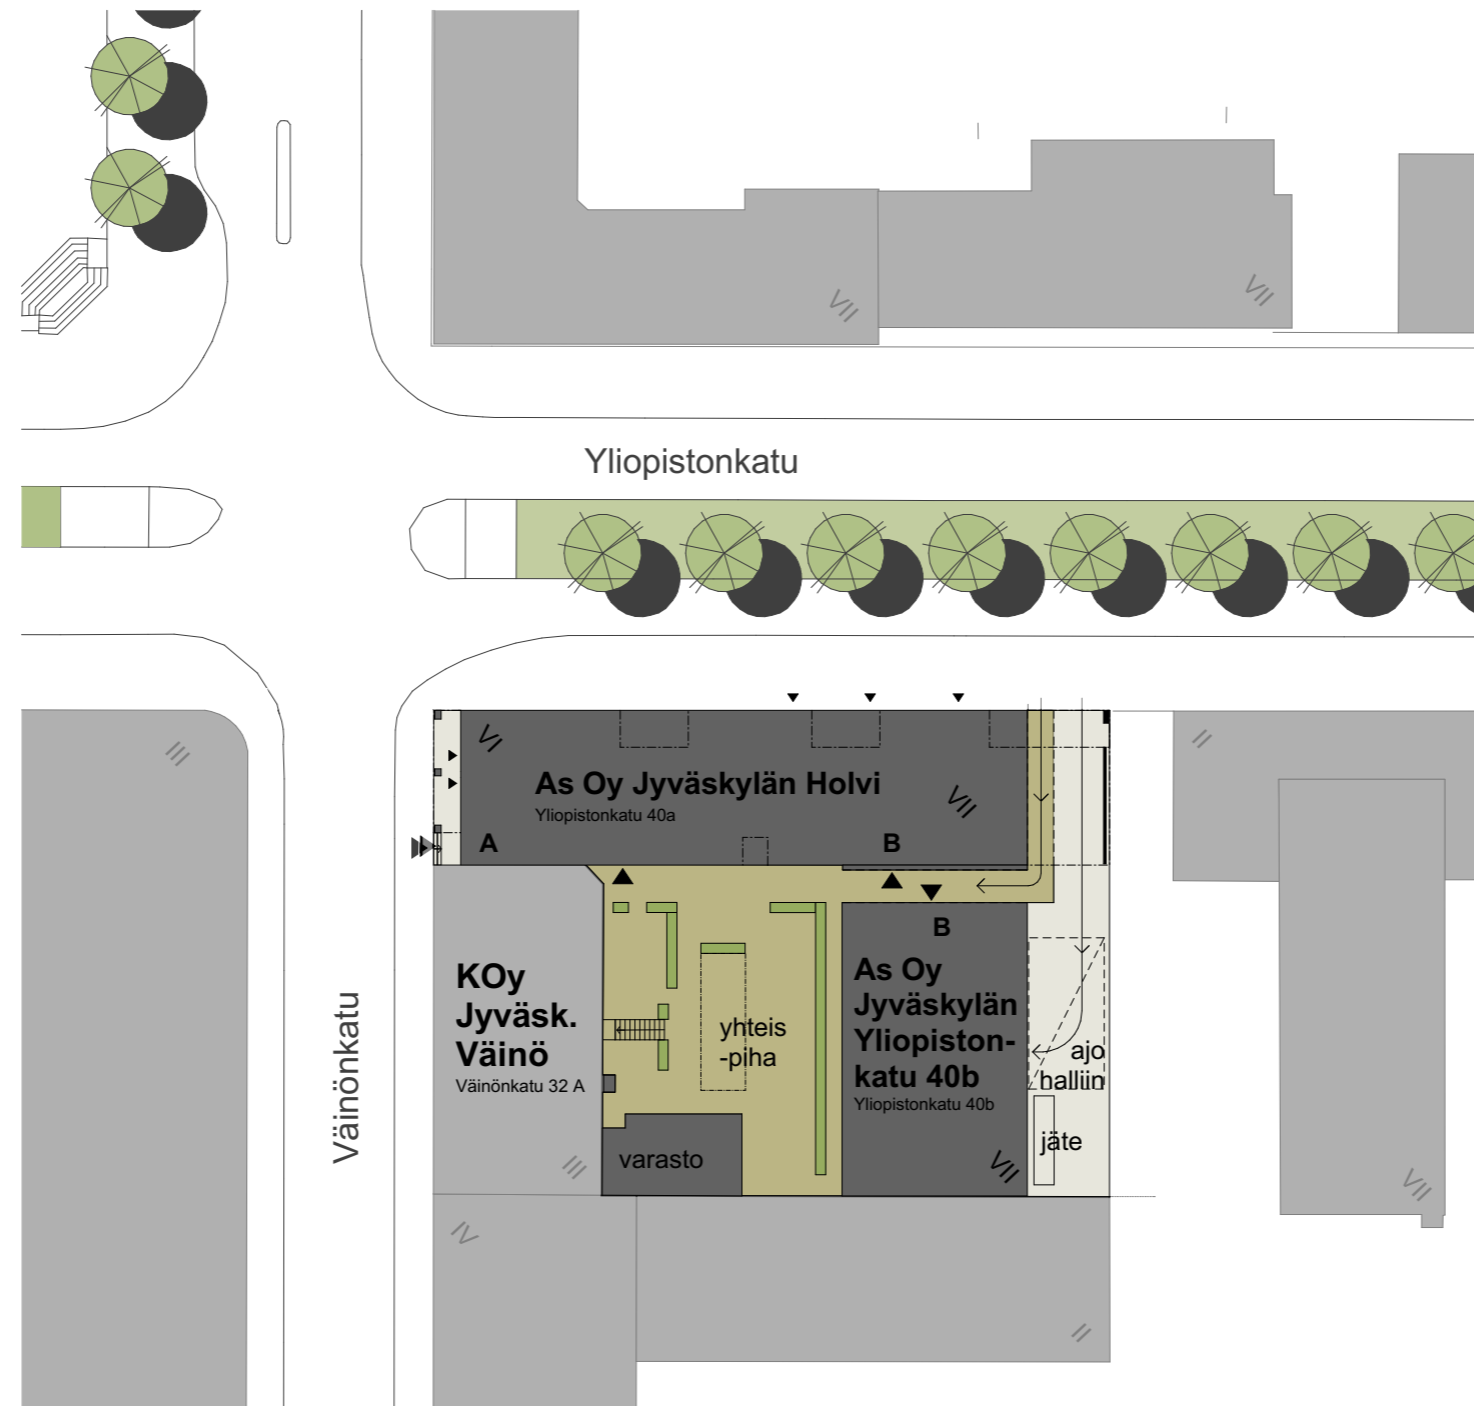 VII
VII
Yliopistonkatu
III
VI
II
As Oy Jyväskylän Holvi
Yliopistonkatu 40a
VII
A
B
B
KOy
Jyväsk.
Väinö
Väinönkatu 32 A
As Oy
Jyväskylän
Yliopiston-
katu 40b
Yliopistonkatu 40b
yhteis
-piha
ajo
halliin
Väinönkatu
jäte
varasto
III
VII
VII
IV
II